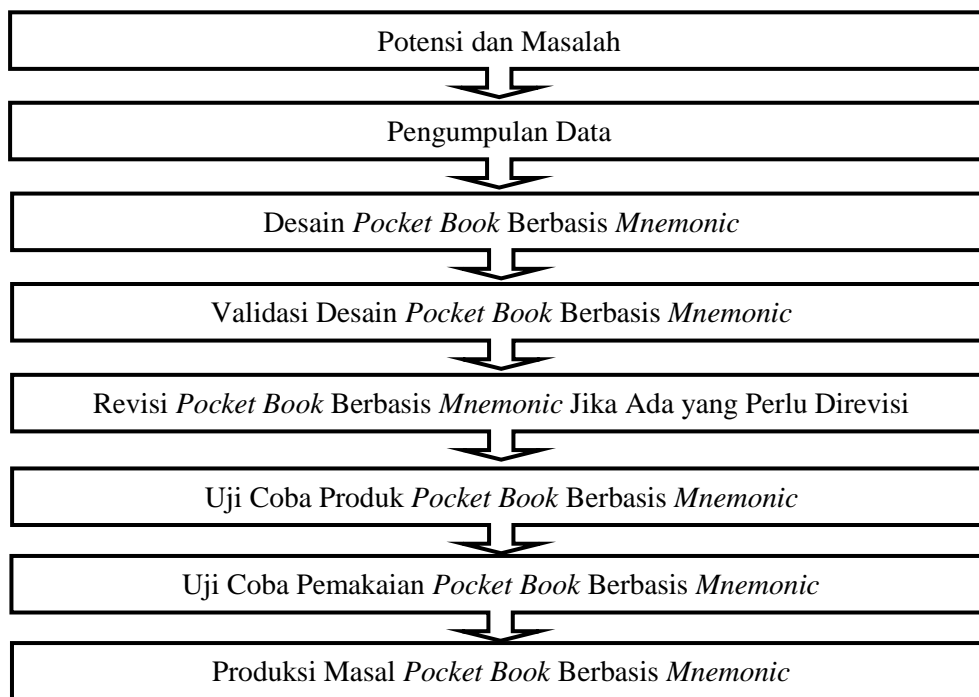 Potensi dan Masalah
Pengumpulan Data
Desain Pocket Book Berbasis Mnemonic
Validasi Desain Pocket Book Berbasis Mnemonic
Revisi Pocket Book Berbasis Mnemonic Jika Ada yang Perlu Direvisi
Uji Coba Produk Pocket Book Berbasis Mnemonic
Uji Coba Pemakaian Pocket Book Berbasis Mnemonic
Produksi Masal Pocket Book Berbasis Mnemonic